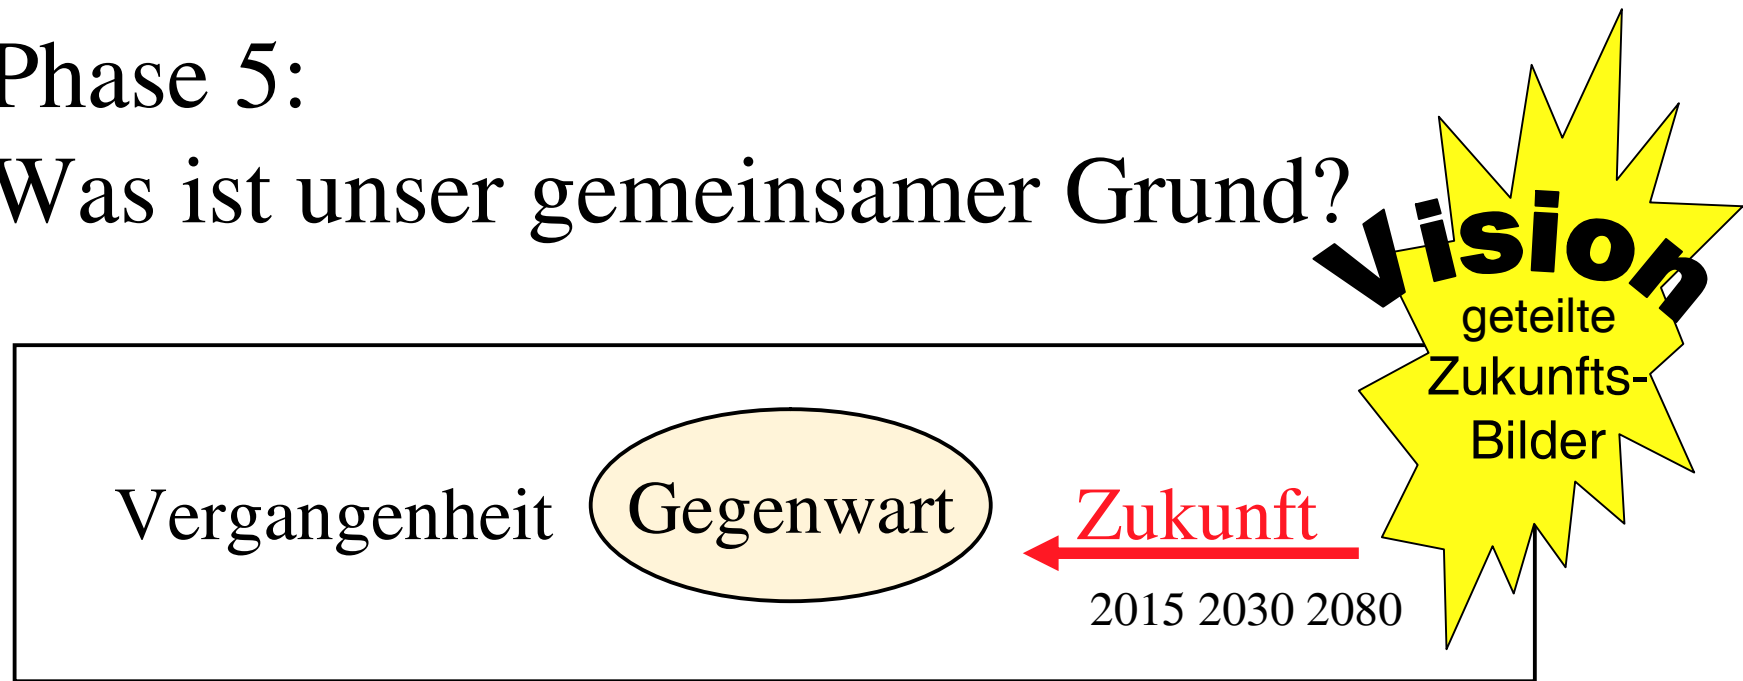 Phase 5:
Was ist unser gemeinsamer Grund?
Vision
geteilte
Zukunfts-
Bilder
Vergangenheit Gegenwart Zukunft
2015 2030 2080